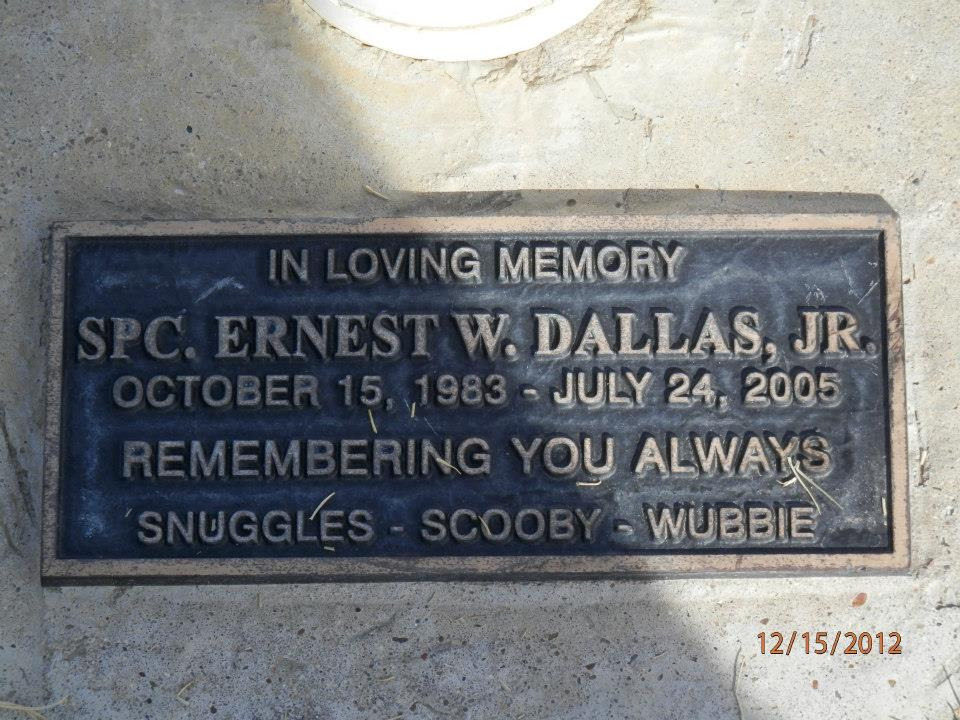 IN LOVING MEMORY
SPC. ERNEST W. DALLAS, JR.
OCTOBER 15, 1983 - JULY 24, 2005
REMEMBERING YOU ALWAYS
SNUGGLES - SCOOBY - WUBBIE
12/15/2012